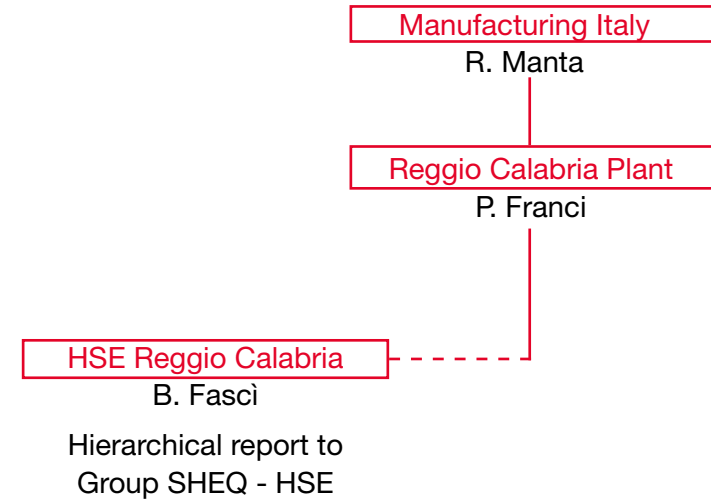 Manufacturing Italy
R. Manta
Reggio Calabria Plant
P. Franci
HSE Reggio Calabria
B. Fascì
Hierarchical report to
Group SHEQ - HSE